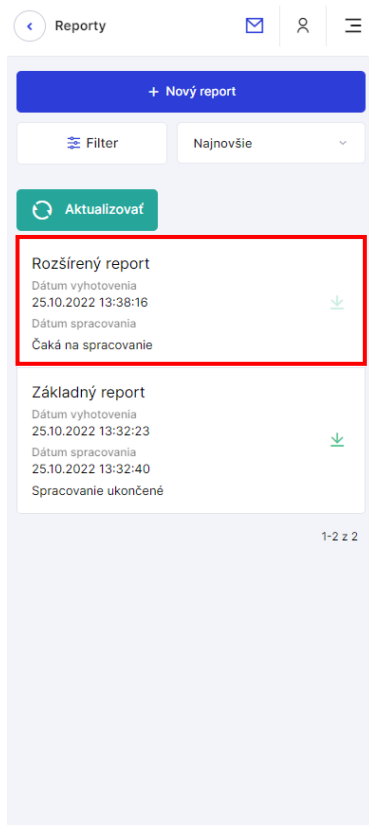 Reporty
+ Nový report
Filter
Najnovšie
Aktualizovať
Rozšírený report
Dátum vyhotovenia
25.10.2022 13:38:16
Dátum spracovania
Čaká na spracovanie
Základný report
Dátum vyhotovenia
25.10.2022 13:32:23
Dátum spracovania
25.10.2022 13:32:40
Spracovanie ukončené
1-2 z 2